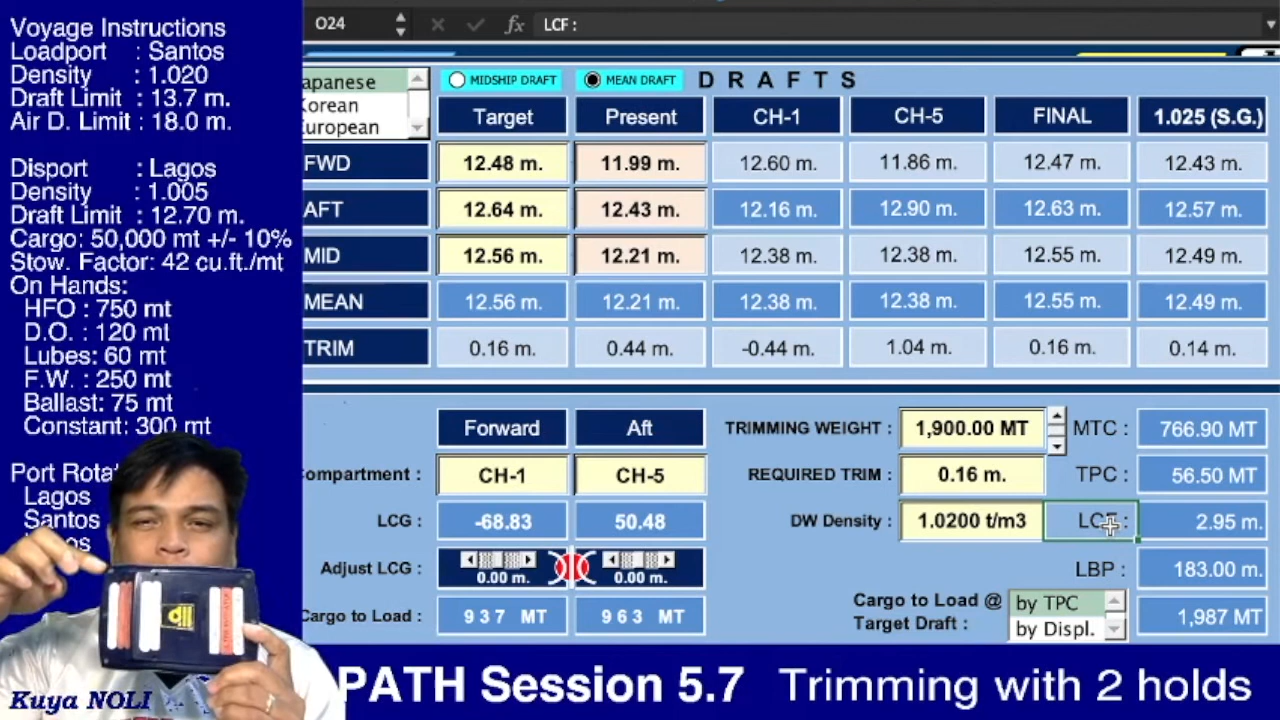 Voyage Instructions
Loadport : Santos
Density : 1.020
Draft Limit : 13.7 m.
Air D. Limit : 18.0 m.
Disport : Lagos
Density : 1.005
Draft Limit : 12.70 m.
Cargo: 50,000 mt +/- 10%
Stow. Factor: 42 cu.ft./mt
On Hands:
HFO : 750 mt
D.O. : 120 mt
Lubes: 60 mt
F.W. : 250 mt
Ballast: 75 mt
Constant: 300 mt
Port
Lagos
Santos
Kuya NOLI
O24 fx LCF :
apanese
Korean
European
MIDSHIP DRAFT MEAN DRAFT D R A F T S
Target Present CH-1 CH-5 FINAL 1.025 (S.G.)
FWD 12.48 m. 11.99 m. 12.60 m. 11.86 m. 12.47 m. 12.43 m.
AFT 12.64 m. 12.43 m. 12.16 m. 12.90 m. 12.63 m. 12.57 m.
MID 12.56 m. 12.21 m. 12.38 m. 12.38 m. 12.55 m. 12.49 m.
MEAN 12.56 m. 12.21 m. 12.38 m. 12.38 m. 12.55 m. 12.49 m.
TRIM 0.16 m. 0.44 m. -0.44 m. 1.04 m. 0.16 m. 0.14 m.
Forward Aft TRIMMING WEIGHT : 1,900.00 MT MTC : 766.90 MT
ompartment : CH-1 CH-5 REQUIRED TRIM : 0.16 m. TPC : 56.50 MT
LCG : -68.83 50.48 DW Density : 1.0200 t/m3 LCF : 2.95 m.
Adjust LCG : 0.00 m. 0.00 m. LBP : 183.00 m.
Cargo to Load : 937 MT 963 MT Cargo to Load @ Target Draft : by TPC by Displ. 1,987 MT
PATH Session 5.7 Trimming with 2 holds